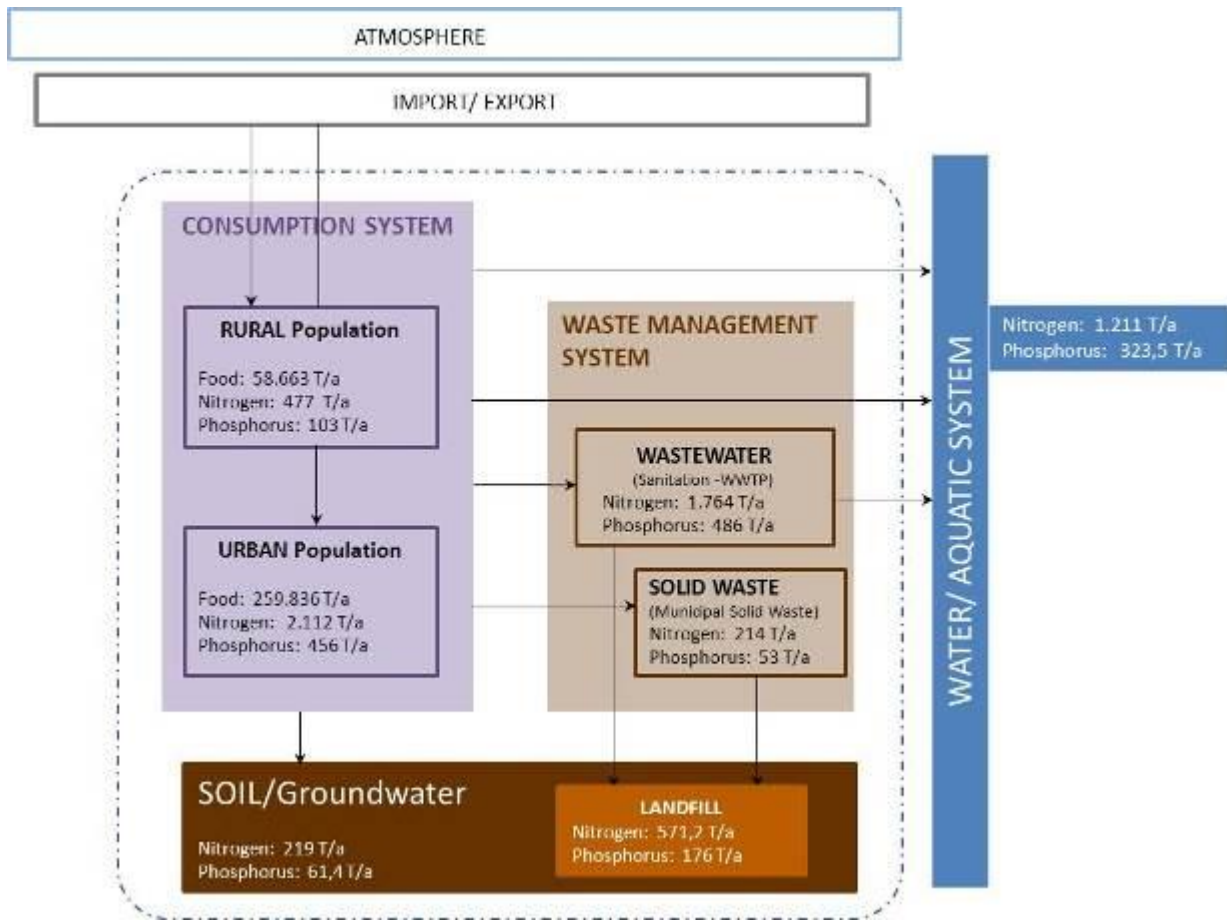 ATMOSPHERE
IMPORT/ EXPORT
CONSUMPTION SYSTEM
RURAL Population
Food: 58.663 T/a
Nitrogen: 477 T/a
Phosphorus: 103 T/a
URBAN Population
Food: 259.836 T/a
Nitrogen: 2.112 T/a
Phosphorus: 456 T/a
WASTE MANAGEMENT
SYSTEM
WASTEWATER
(Sanitation -WWTP)
Nitrogen: 1.764 T/a
Phosphorus: 486 T/a
SOLID WASTE
(Municipal Solid Waste)
Nitrogen: 214 T/a
Phosphorus: 53 T/a
SOIL/Groundwater
Nitrogen: 219 T/a
Phosphorus: 61,4 T/a
LANDFILL
Nitrogen: 571,2 T/a
Phosphorus: 176 T/a
WATER/ AQUATIC SYSTEM
Nitrogen: 1.211 T/a
Phosphorus: 323,5 T/a